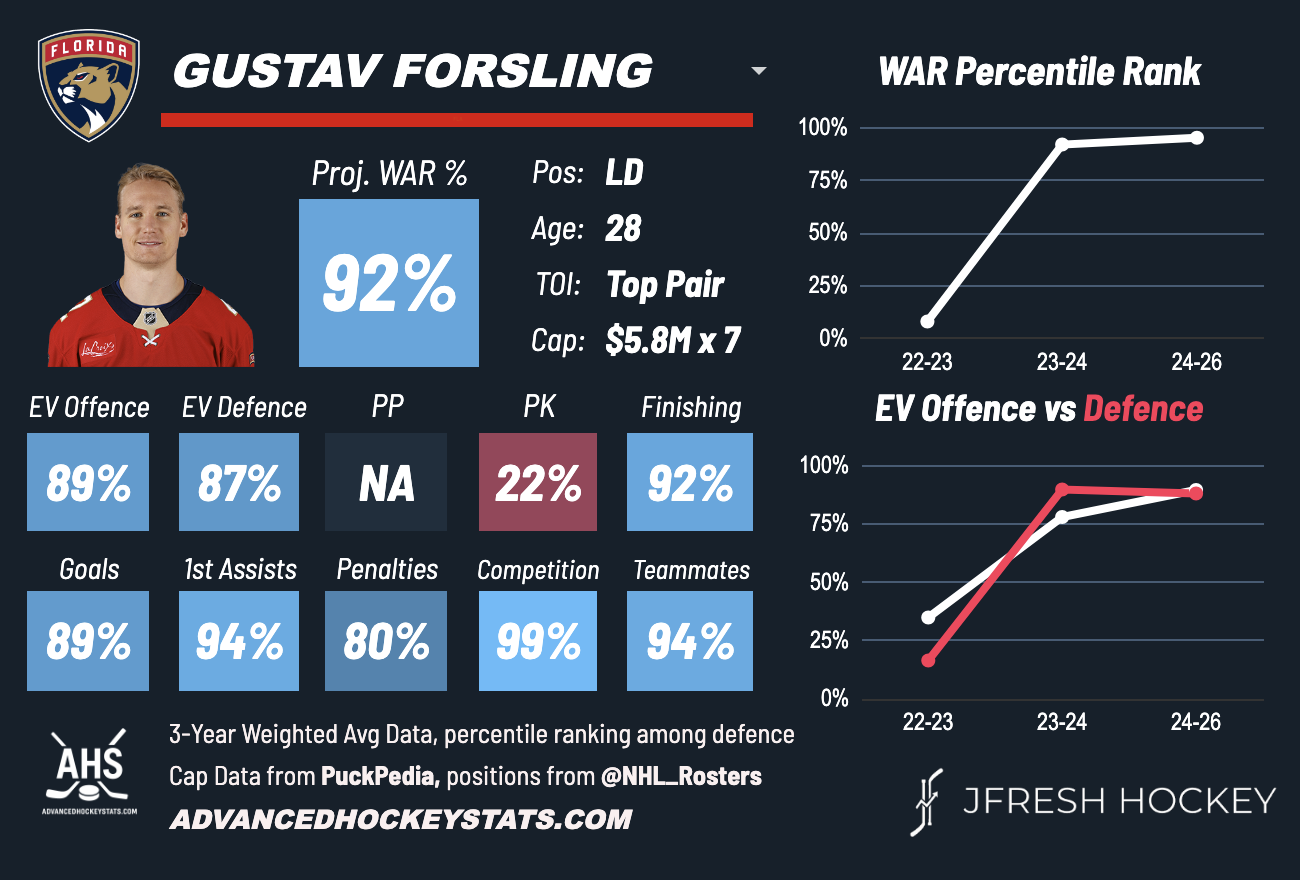 FLORIDA
GUSTAV FORSLING
WAR Percentile Rank
Proj. WAR %
92%
Pos: LD
Age: 28
TOI: Top Pair
Cap: $5.8M x 7
100%
75%
50%
25%
0%
22-23 23-24 24-26
EV Offence EV Defence PP PK Finishing
89% 87% NA 22% 92%
Goals 1st Assists Penalties Competition Teammates
89% 94% 80% 99% 94%
EV Offence vs Defence
100%
75%
50%
25%
0%
22-23 23-24 24-26
LaCroix
3-Year Weighted Avg Data, percentile ranking among defence
Cap Data from PuckPedia, positions from @NHL_Rosters
ADVANCEDHOCKEYSTATS.COM
AHS
ADVANCEDHOCKEYSTATS.COM
JFRESH HOCKEY